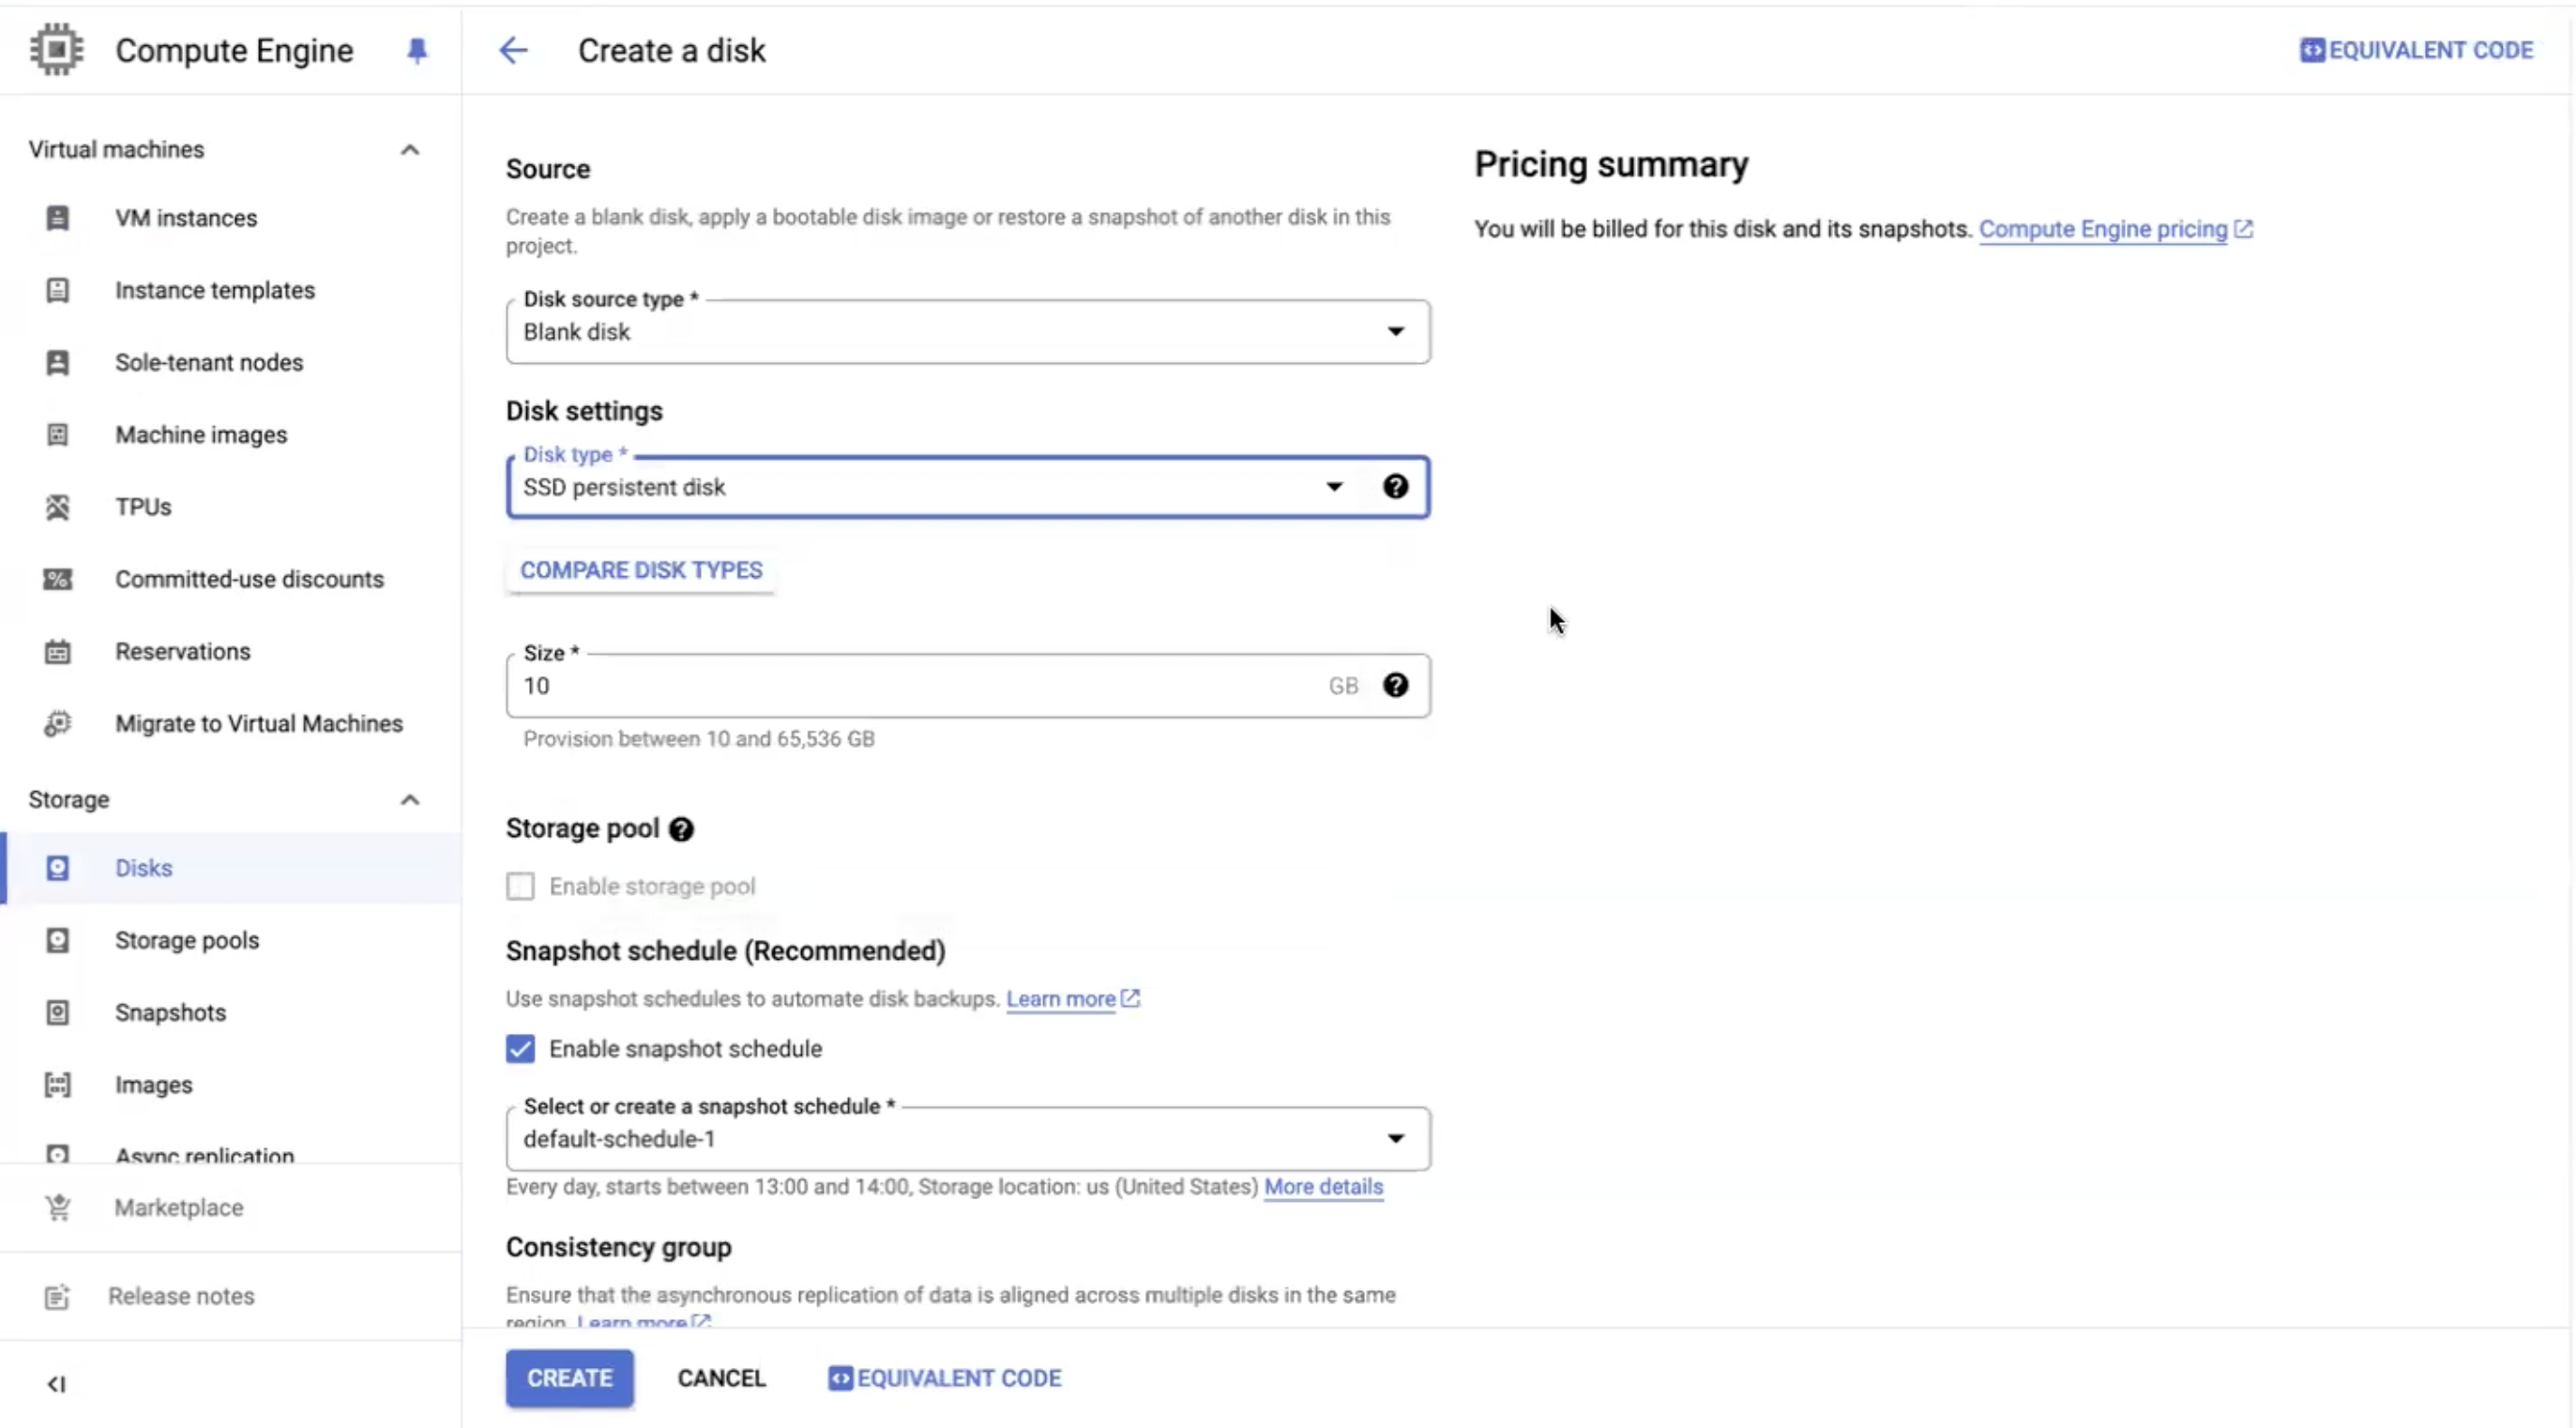 Compute Engine
Create a disk
EQUIVALENT CODE
Virtual machines
VM instances
Instance templates
Sole-tenant nodes
Machine images
TPUs
Committed-use discounts
Reservations
Migrate to Virtual Machines
Storage
Disks
Storage pools
Snapshots
Images
Async replication
Marketplace
Release notes
Source
Create a blank disk, apply a bootable disk image or restore a snapshot of another disk in this
project.
Disk source type *
Blank disk
Disk settings
Disk type *
SSD persistent disk
COMPARE DISK TYPES
Size *
10 GB
Provision between 10 and 65,536 GB
Storage pool
Enable storage pool
Snapshot schedule (Recommended)
Use snapshot schedules to automate disk backups. Learn more
Enable snapshot schedule
Select or create a snapshot schedule *
default-schedule-1
Every day, starts between 13:00 and 14:00, Storage location: us (United States) More details
Consistency group
Ensure that the asynchronous replication of data is aligned across multiple disks in the same
region. Learn more
CREATE CANCEL EQUIVALENT CODE
Pricing summary
You will be billed for this disk and its snapshots. Compute Engine pricing